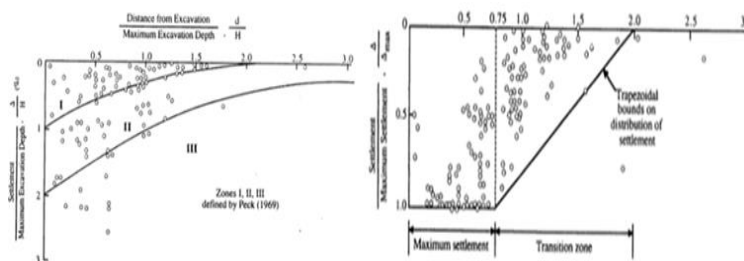 Distance from Excavation
Maximum Excavation Depth
d
H
0.5 1.0 1.5 2.0 2.5 3.0
0
1
2
3
Settlement
Maximum Excavation Depth
Δ
H
(%)
I
II
III
Zones I, II, III
defined by Peck (1969)
0.5 0.75 1.0 1.5 2.0 2.5 3.0
0
0.5
1.0
Settlement
Maximum Settlement
Δ
Δmax
Trapezoidal
bounds on
distribution of
settlement
Maximum settlement
Transition zone